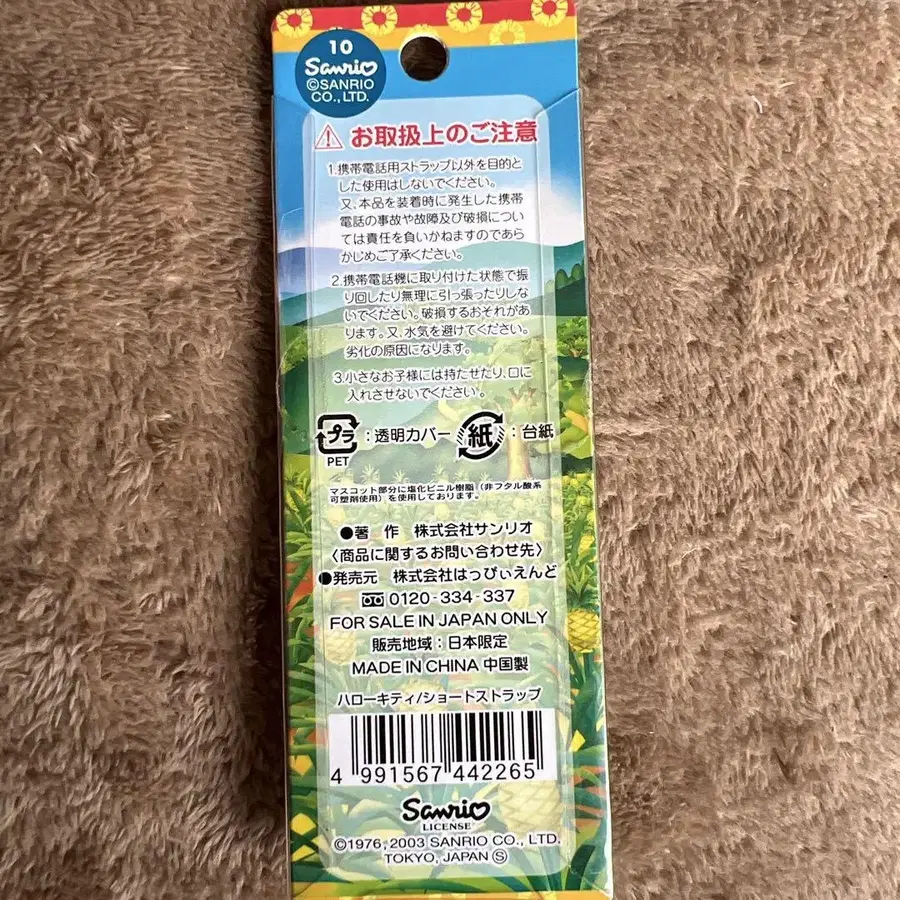 10
Sanrio
©SANRIO
CO., LTD.
⚠ お取扱上のご注意
1.携帯電話用ストラップ以外を目的と
した使用はしないでください。
又、本品を装着時に発生した携帯
電話の事故や故障及び破損につい
ては責任を負いかねますのであら
かじめご了承ください。
2.携帯電話機に取り付けた状態で振
り回したり無理に引っ張ったりしな
いでください。破損するおそれがあ
ります。又、水気を避けてください。
劣化の原因になります。
3.小さなお子様には持たせたり、口に
入れさせないでください。
プラ :透明カバー 紙 :台紙
PET
マスコット部分に塩化ビニル樹脂(非フタル酸系
可塑剤使用)を使用しております。
●著 作 株式会社サンリオ
〈商品に関するお問い合わせ先〉
●発売元 株式会社はっぴぃえんど
0120-334-337
FOR SALE IN JAPAN ONLY
販売地域:日本限定
MADE IN CHINA 中国製
ハローキティ/ショートストラップ
4 991567 442265
Sanrio
LICENSE
©1976, 2003 SANRIO CO., LTD.
TOKYO, JAPAN Ⓢ